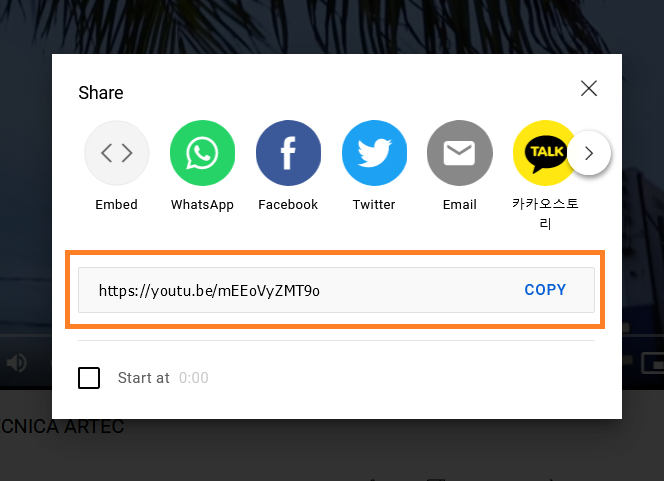 Share
TALK
Embed
WhatsApp
Facebook
Twitter
Email
카카오스토
리
https://youtu.be/mEEoVyZMT9o
COPY
Start at 0:00
CNICA ARTEC